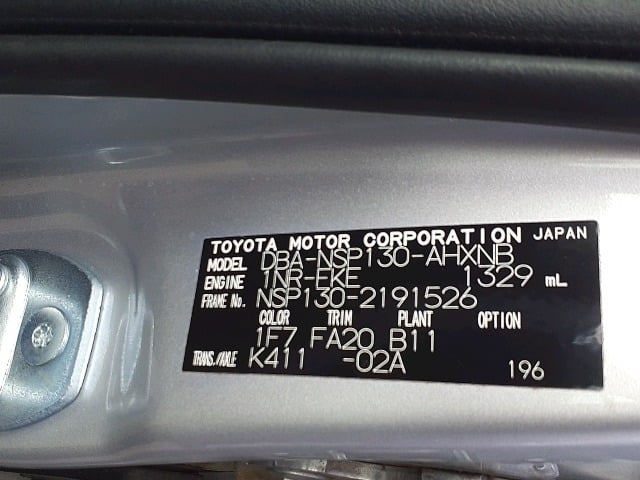 TOYOTA MOTOR CORPORATION JAPAN
MODEL DBA-NSP130-AHXNB
ENGINE 1NR-FKE 1329 mL
FRAME No. NSP130-2191526
COLOR TRIM PLANT OPTION
1F7 FA20 B11
TRANS./AXLE K411 -02A 196